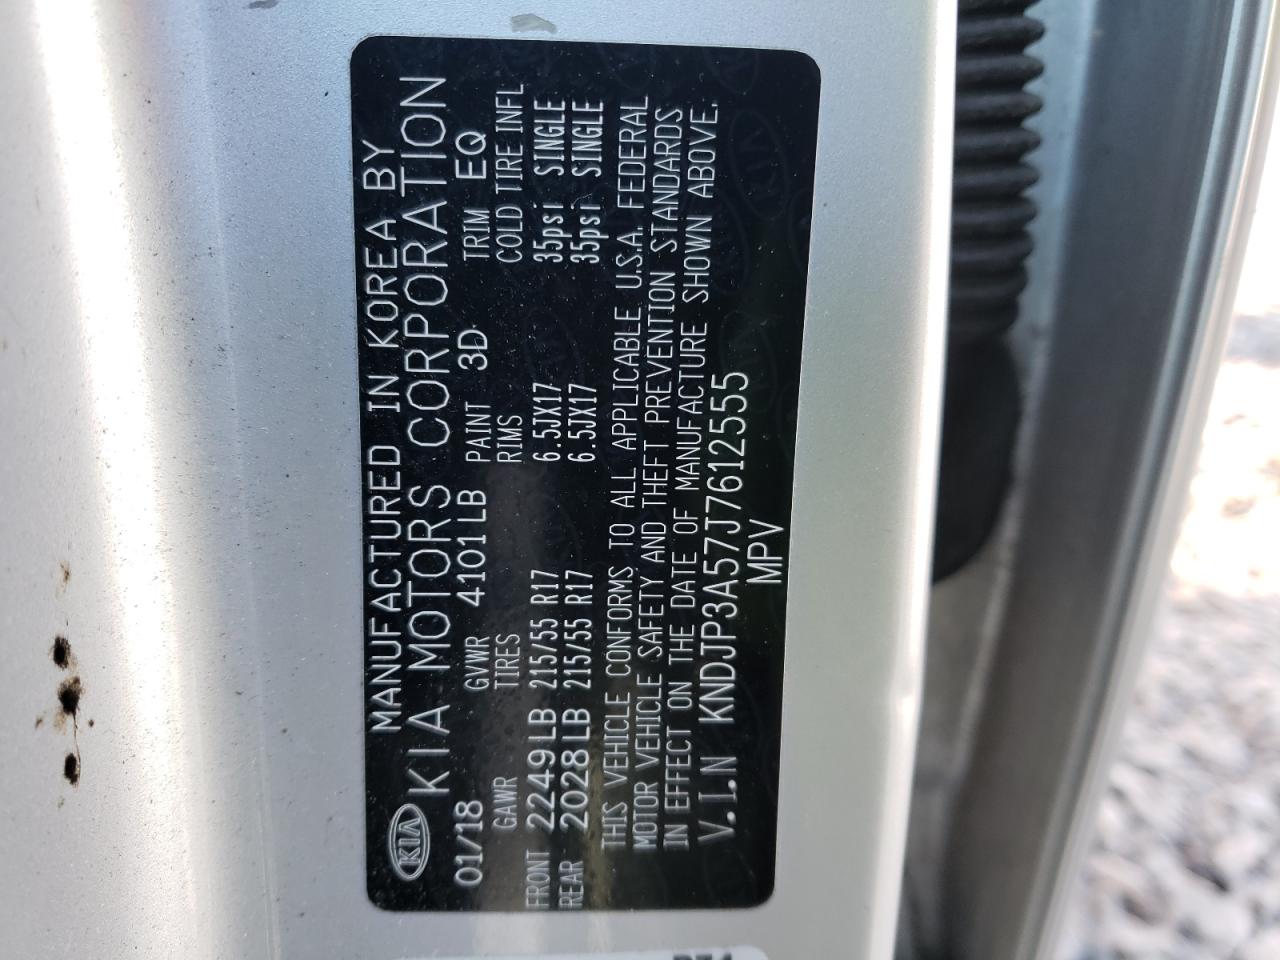 MANUFACTURED IN KOREA BY
KIA KIA MOTORS CORPORATION
01/18 GVWR 4101LB PAINT 3D TRIM EQ
GAWR TIRES RIMS COLD TIRE INFL
FRONT 2249LB 215/55 R17 6.5JX17 35psi SINGLE
REAR 2028LB 215/55 R17 6.5JX17 35psi SINGLE
THIS VEHICLE CONFORMS TO ALL APPLICABLE U.S.A. FEDERAL
MOTOR VEHICLE SAFETY AND THEFT PREVENTION STANDARDS
IN EFFECT ON THE DATE OF MANUFACTURE SHOWN ABOVE.
V.I.N KNDJP3A57J7612555
MPV